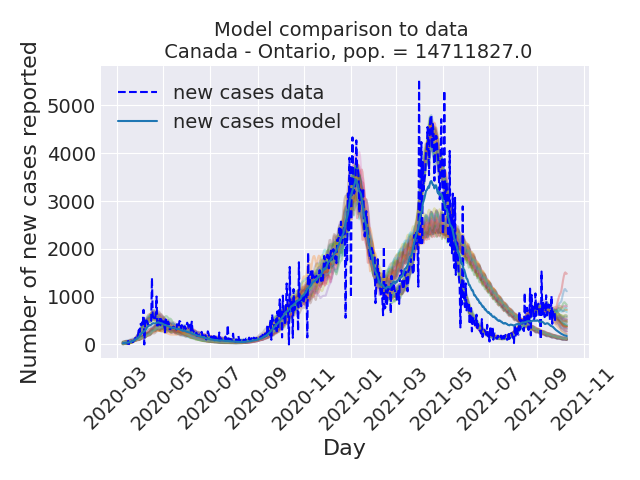 Model comparison to data
Canada - Ontario, pop. = 14711827.0
Number of new cases reported
new cases data
new cases model
5000
4000
3000
2000
1000
0
2020-03
2020-05
2020-07
2020-09
2020-11
2021-01
2021-03
2021-05
2021-07
2021-09
2021-11
Day